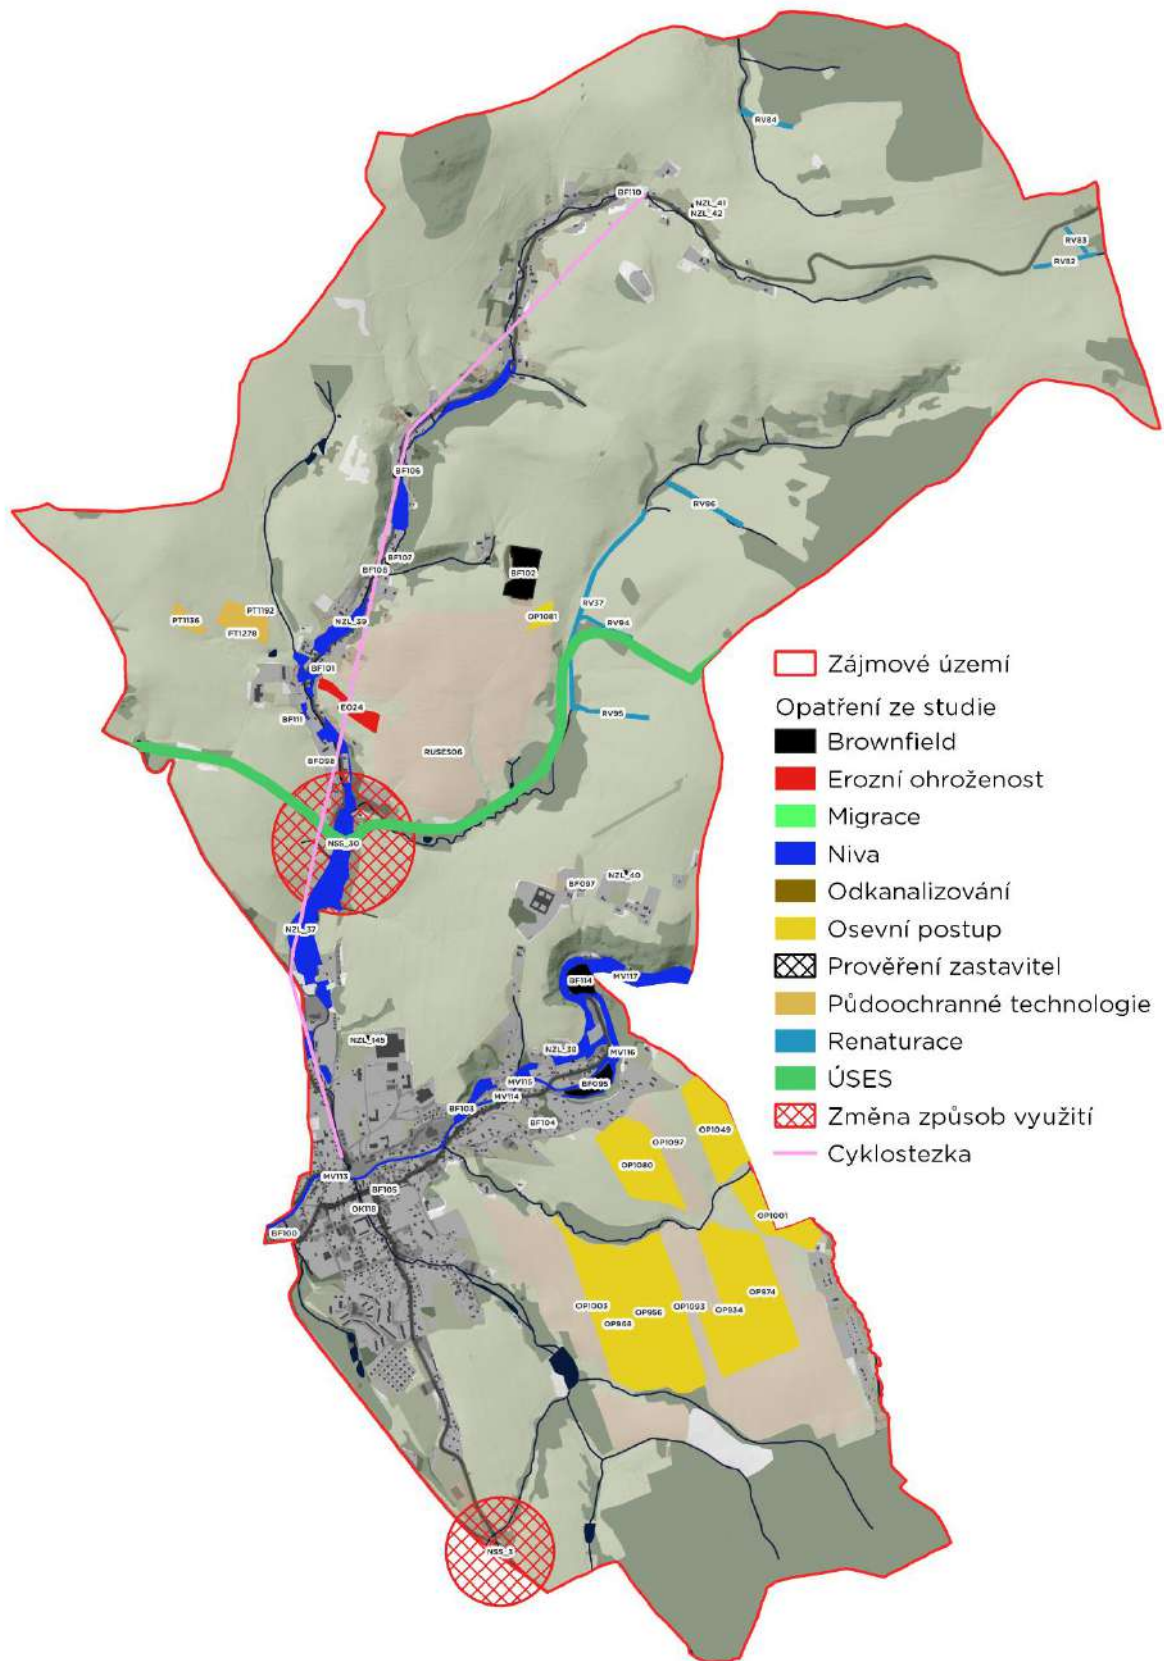 RV84
BF110
NZL_41
NZL_42
RV83
RV82
BF106
RV96
BF107
BF108
BF102
PT1192
PT1136
PT1278
NZL_39
OP1081
RV37
RV94
BF101
EO24
BF111
RV95
BF098
RUSES06
NSS_30
BF097
NZL_40
NZL_37
BF114
MV117
NZL_145
NZL_38
MV116
MV115
BF095
MV114
BF103
BF104
OP1049
OP1097
OP1080
MV113
BF105
OK118
OP1001
BF100
OP974
OP1003
OP956
OP1093
OP934
OP968
NSS_3
Zájmové území
Opatření ze studie
Brownfield
Erozní ohroženost
Migrace
Niva
Odkanalizování
Osevní postup
Prověření zastavitel
Půdoochranné technologie
Renaturace
ÚSES
Změna způsob využití
Cyklostezka